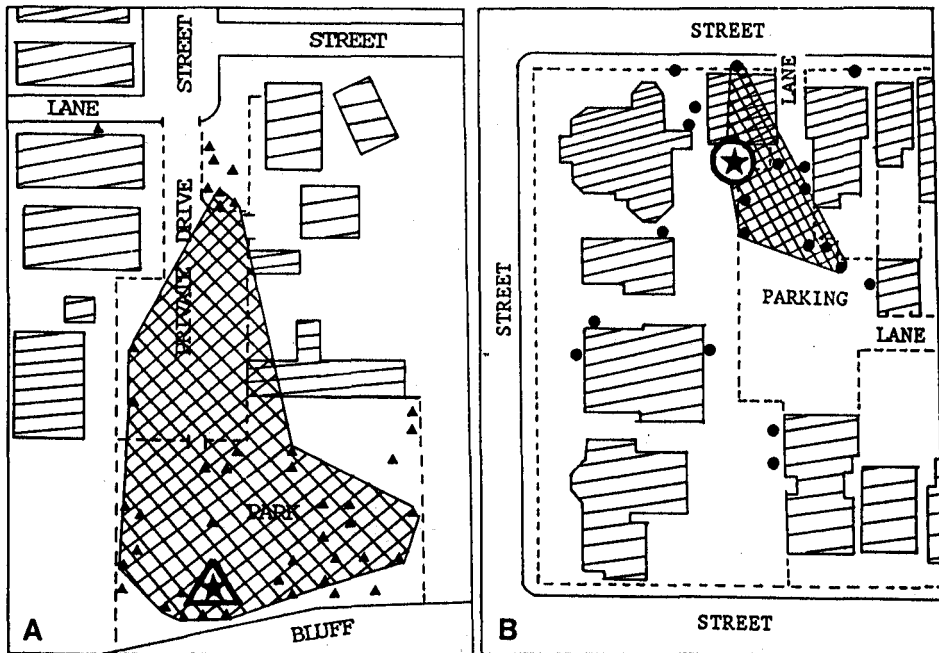 STREET
STREET
LANE
PRIVATE DRIVE
PARK
BLUFF
A
STREET
LANE
STREET
PARKING
LANE
STREET
B